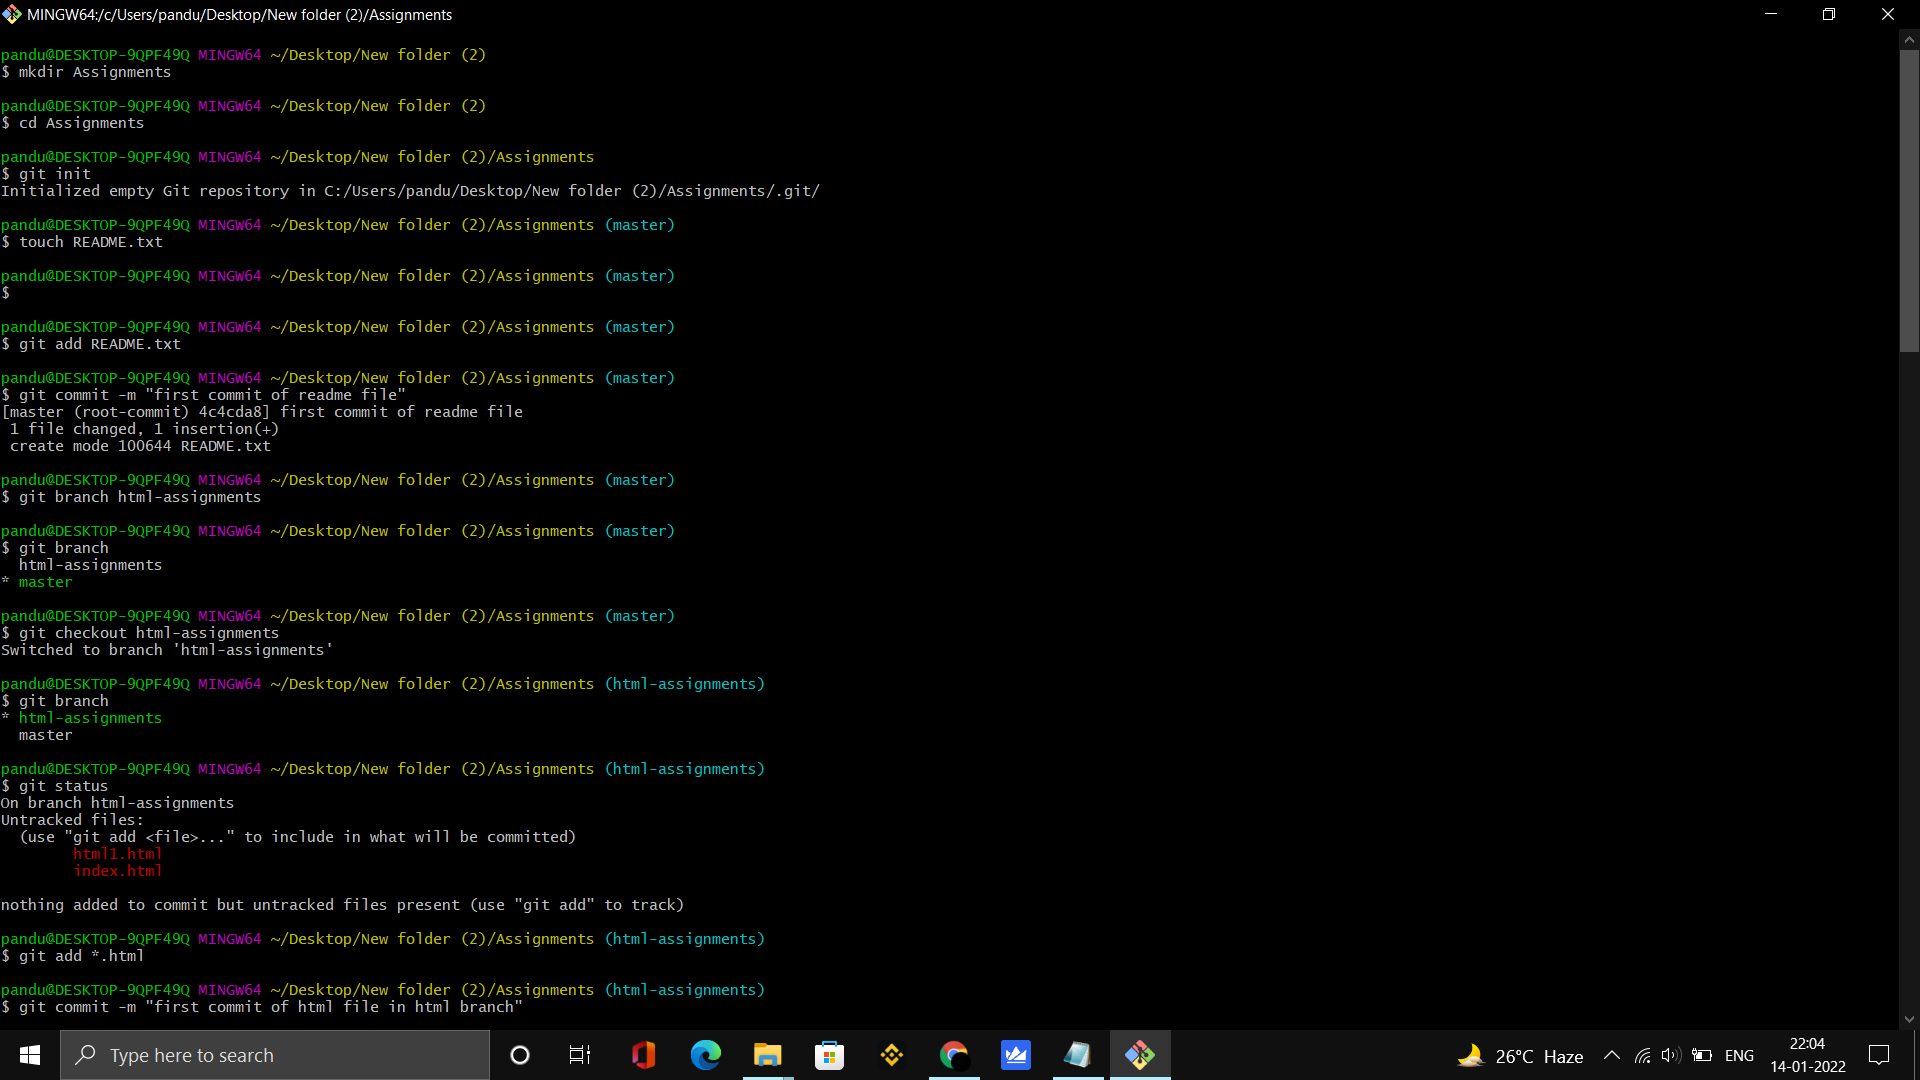 MINGW64:/c/Users/pandu/Desktop/New folder (2)/Assignments
pandu@DESKTOP-9QPF49Q MINGW64 ~/Desktop/New folder (2)
$ mkdir Assignments
pandu@DESKTOP-9QPF49Q MINGW64 ~/Desktop/New folder (2)
$ cd Assignments
pandu@DESKTOP-9QPF49Q MINGW64 ~/Desktop/New folder (2)/Assignments
$ git init
Initialized empty Git repository in C:/Users/pandu/Desktop/New folder (2)/Assignments/.git/
pandu@DESKTOP-9QPF49Q MINGW64 ~/Desktop/New folder (2)/Assignments (master)
$ touch README.txt
pandu@DESKTOP-9QPF49Q MINGW64 ~/Desktop/New folder (2)/Assignments (master)
$
pandu@DESKTOP-9QPF49Q MINGW64 ~/Desktop/New folder (2)/Assignments (master)
$ git add README.txt
pandu@DESKTOP-9QPF49Q MINGW64 ~/Desktop/New folder (2)/Assignments (master)
$ git commit -m "first commit of readme file"
[master (root-commit) 4c4cda8] first commit of readme file
1 file changed, 1 insertion(+)
create mode 100644 README.txt
pandu@DESKTOP-9QPF49Q MINGW64 ~/Desktop/New folder (2)/Assignments (master)
$ git branch html-assignments
pandu@DESKTOP-9QPF49Q MINGW64 ~/Desktop/New folder (2)/Assignments (master)
$ git branch
html-assignments
* master
pandu@DESKTOP-9QPF49Q MINGW64 ~/Desktop/New folder (2)/Assignments (master)
$ git checkout html-assignments
Switched to branch 'html-assignments'
pandu@DESKTOP-9QPF49Q MINGW64 ~/Desktop/New folder (2)/Assignments (html-assignments)
$ git branch
* html-assignments
master
pandu@DESKTOP-9QPF49Q MINGW64 ~/Desktop/New folder (2)/Assignments (html-assignments)
$ git status
On branch html-assignments
Untracked files:
(use "git add <file>..." to include in what will be committed)
html1.html
index.html
nothing added to commit but untracked files present (use "git add" to track)
pandu@DESKTOP-9QPF49Q MINGW64 ~/Desktop/New folder (2)/Assignments (html-assignments)
$ git add *.html
pandu@DESKTOP-9QPF49Q MINGW64 ~/Desktop/New folder (2)/Assignments (html-assignments)
$ git commit -m "first commit of html file in html branch"
Type here to search
26°C Haze
ENG
22:04
14-01-2022